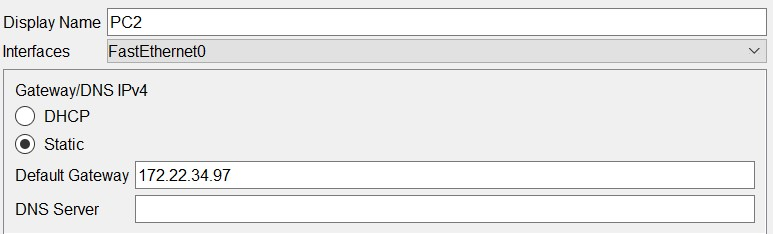 Display Name PC2
Interfaces FastEthernet0
Gateway/DNS IPv4
DHCP
Static
Default Gateway 172.22.34.97
DNS Server